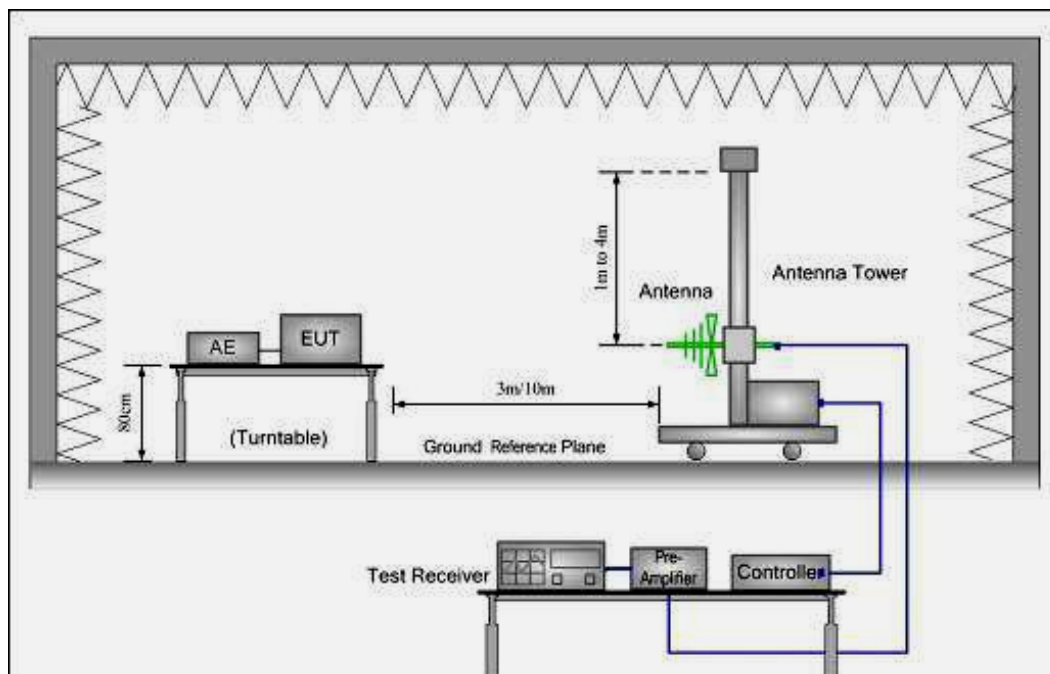 1m to 4m
Antenna Tower
Antenna
AE
EUT
3m/10m
80cm
(Turntable)
Ground Reference Plane
Test Receiver
Pre-
Amplifier
Controller